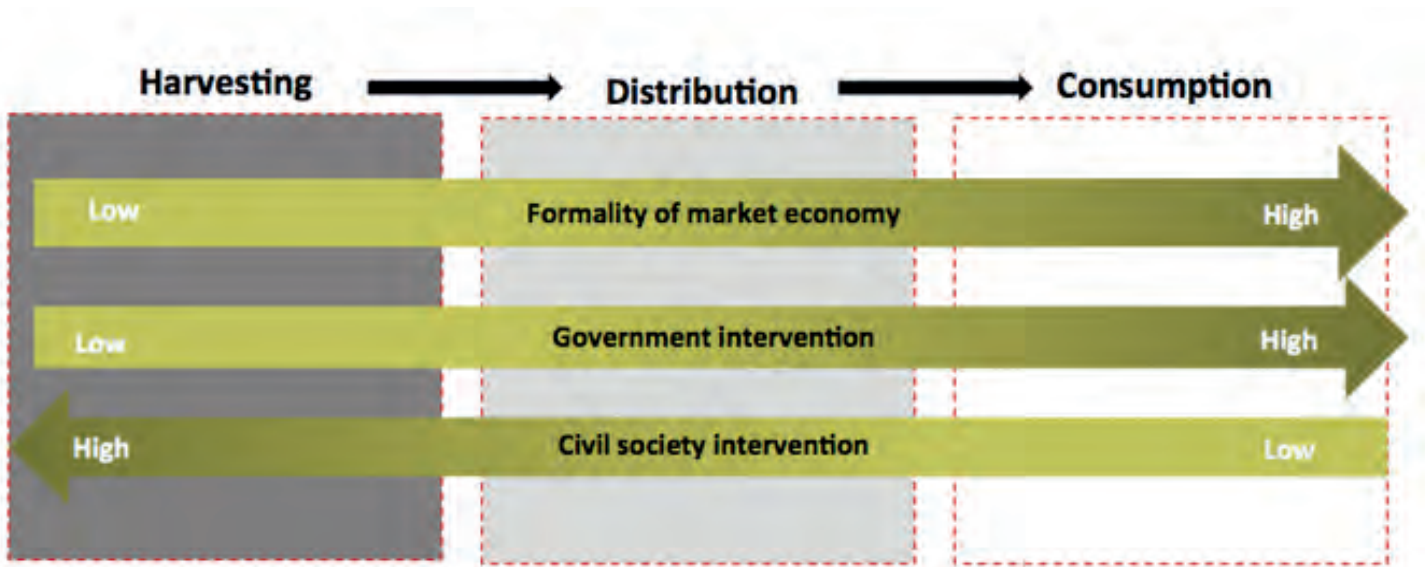 Harvesting
Distribution
Consumption
Low
Formality of market economy
High
Low
Government intervention
High
High
Civil society intervention
Low